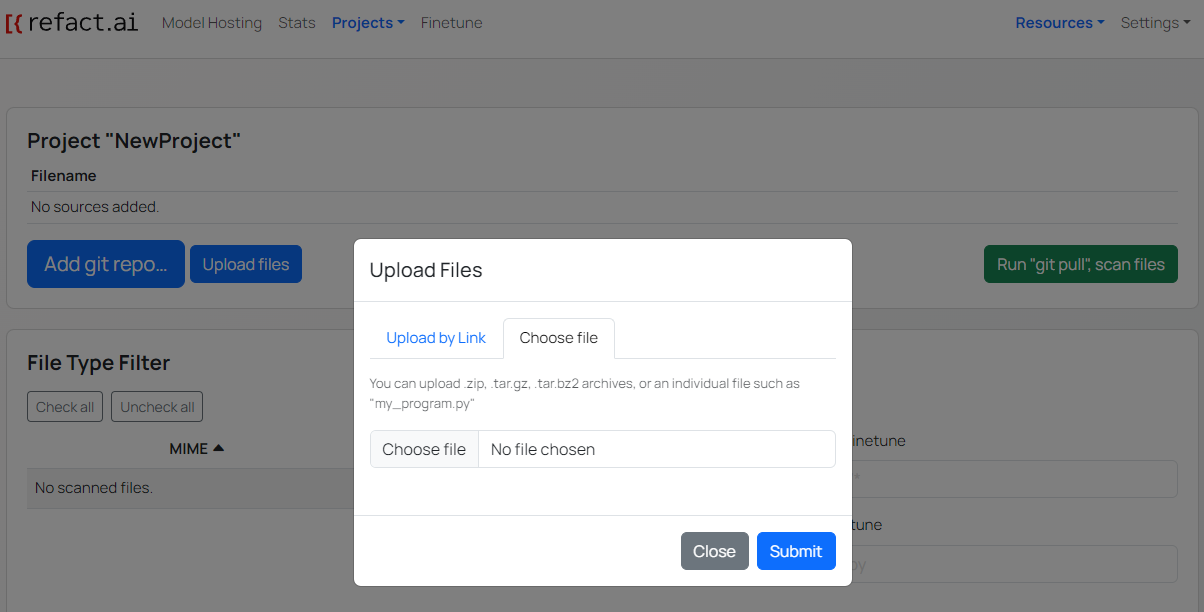 refact.ai Model Hosting Stats Projects Finetune Resources Settings
Project "NewProject"
Filename
No sources added.
Add git repo... Upload files Run "git pull", scan files
Upload Files
Upload by Link Choose file
You can upload .zip, .tar.gz, .tar.bz2 archives, or an individual file such as
"my_program.py"
Choose file No file chosen
Close Submit
File Type Filter
Check all Uncheck all
MIME
No scanned files.